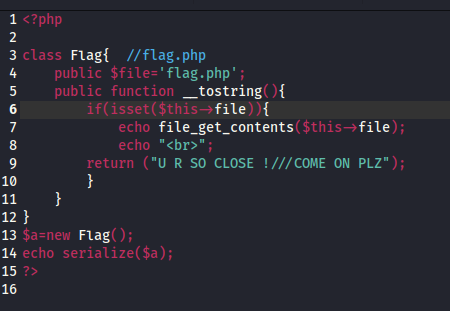 1 <?php
2
3 class Flag{  //flag.php
4     public $file='flag.php';
5     public function __tostring(){
6         if(isset($this->file)){
7             echo file_get_contents($this->file);
8             echo "<br>";
9         return ("U R SO CLOSE !///COME ON PLZ");
10         }
11     }
12 }
13 $a=new Flag();
14 echo serialize($a);
15 ?>
16